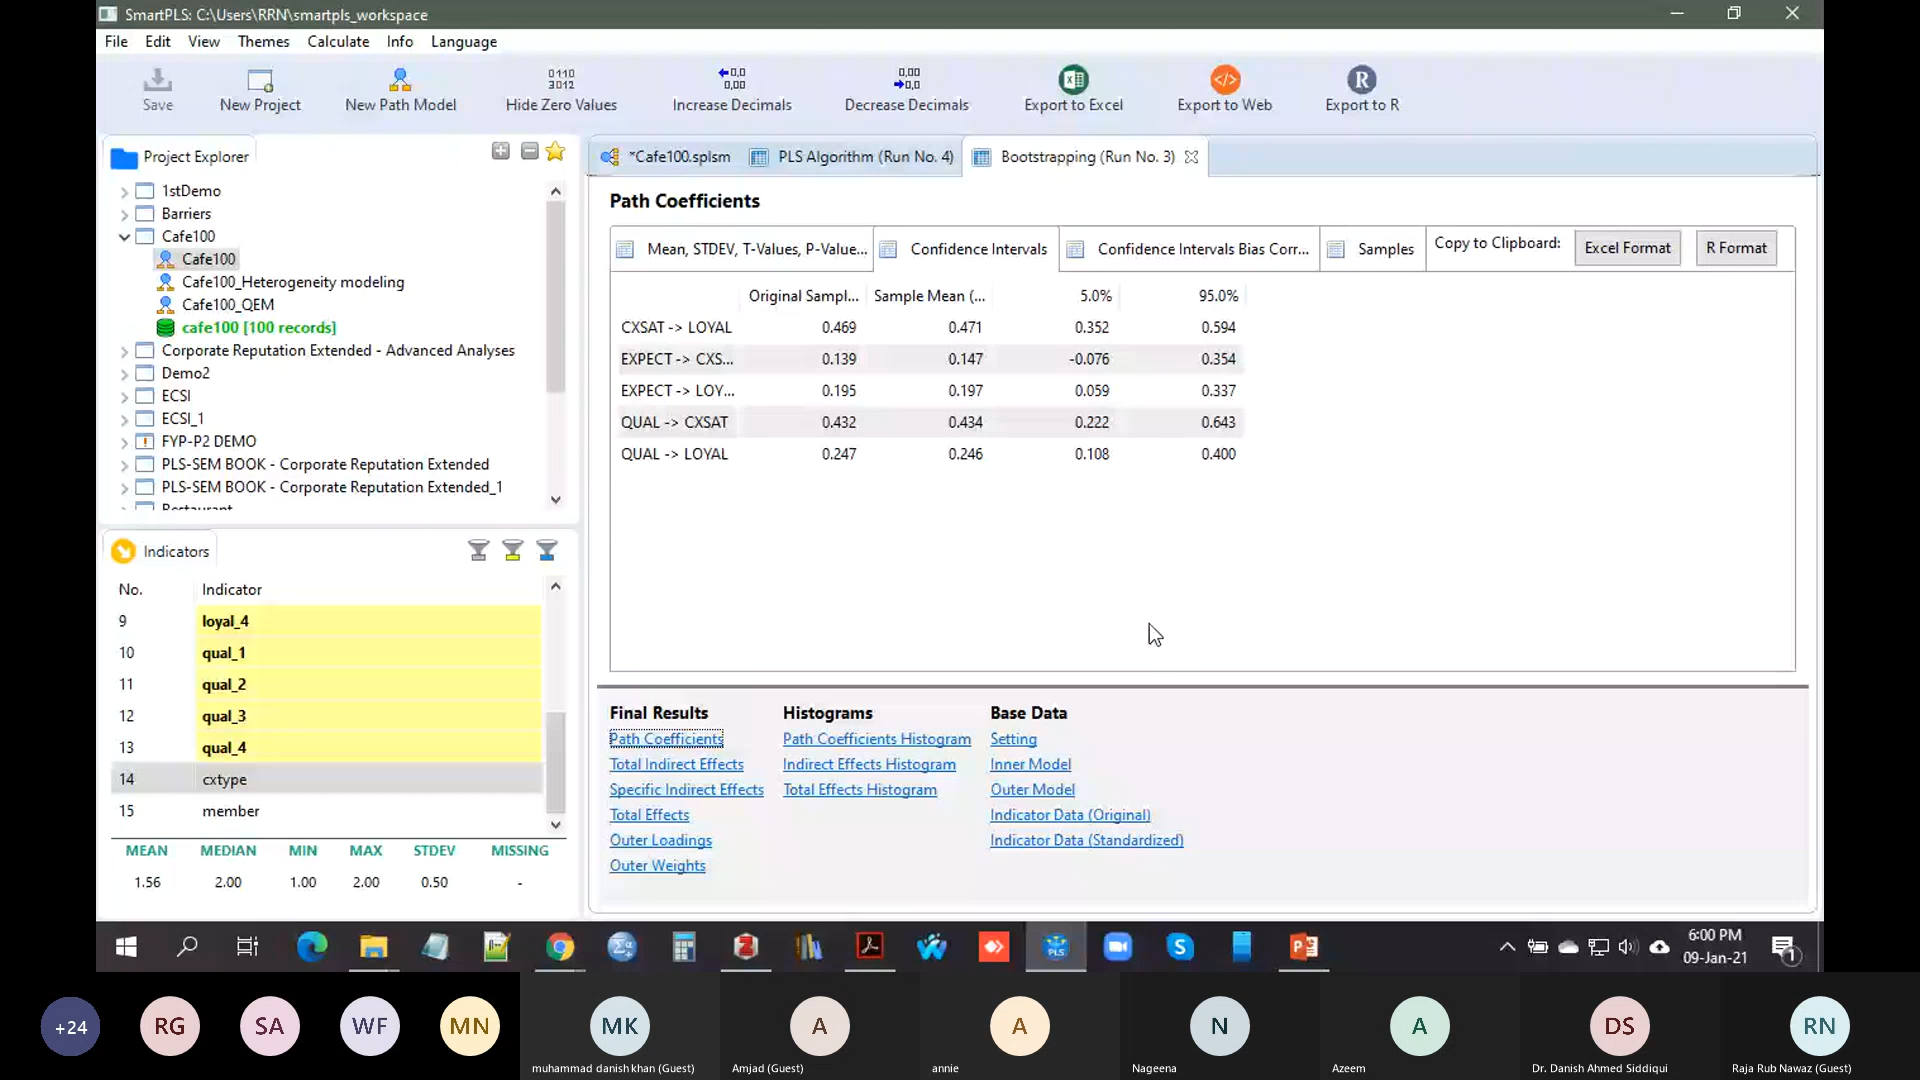 SmartPLS: C:\Users\RRN\smartpls_workspace
File Edit View Themes Calculate Info Language
Save
New Project
New Path Model
0110
3012
Hide Zero Values
0,0
0,00
Increase Decimals
0,00
0,0
Decrease Decimals
Export to Excel
</>
Export to Web
R
Export to R
Project Explorer
1stDemo
Barriers
Cafe100
Cafe100
Cafe100_Heterogeneity modeling
Cafe100_QEM
cafe100 [100 records]
Corporate Reputation Extended - Advanced Analyses
Demo2
ECSI
ECSI_1
FYP-P2 DEMO
PLS-SEM BOOK - Corporate Reputation Extended
PLS-SEM BOOK - Corporate Reputation Extended_1
Restaurant
Indicators
No. Indicator
9 loyal_4
10 qual_1
11 qual_2
12 qual_3
13 qual_4
14 cxtype
15 member
MEAN MEDIAN MIN MAX STDEV MISSING
1.56 2.00 1.00 2.00 0.50 -
*Cafe100.splsm
PLS Algorithm (Run No. 4)
Bootstrapping (Run No. 3)
Path Coefficients
Mean, STDEV, T-Values, P-Value...
Confidence Intervals
Confidence Intervals Bias Corr...
Samples
Copy to Clipboard:
Excel Format
R Format
Original Sampl... Sample Mean (... 5.0% 95.0%
CXSAT -> LOYAL 0.469 0.471 0.352 0.594
EXPECT -> CXS... 0.139 0.147 -0.076 0.354
EXPECT -> LOY... 0.195 0.197 0.059 0.337
QUAL -> CXSAT 0.432 0.434 0.222 0.643
QUAL -> LOYAL 0.247 0.246 0.108 0.400
Final Results
Path Coefficients
Total Indirect Effects
Specific Indirect Effects
Total Effects
Outer Loadings
Outer Weights
Histograms
Path Coefficients Histogram
Indirect Effects Histogram
Total Effects Histogram
Base Data
Setting
Inner Model
Outer Model
Indicator Data (Original)
Indicator Data (Standardized)
PLS
6:00 PM
09-Jan-21
1
+24
RG
SA
WF
MN
MK
muhammad danish khan (Guest)
A
Amjad (Guest)
A
annie
N
Nageena
A
Azeem
DS
Dr. Danish Ahmed Siddiqui
RN
Raja Rub Nawaz (Guest)